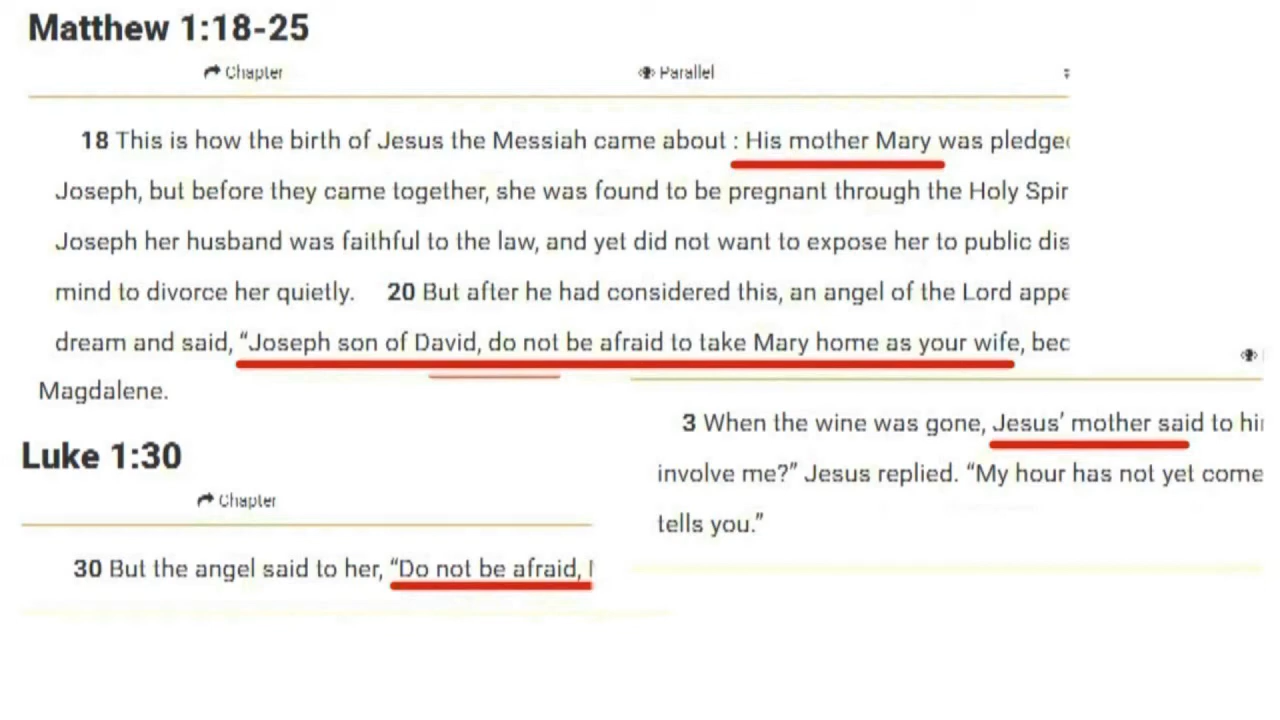 Matthew 1:18-25
Chapter
Parallel
18 This is how the birth of Jesus the Messiah came about : His mother Mary was pledged
Joseph, but before they came together, she was found to be pregnant through the Holy Spir
Joseph her husband was faithful to the law, and yet did not want to expose her to public dis
mind to divorce her quietly. 20 But after he had considered this, an angel of the Lord appe
dream and said, “Joseph son of David, do not be afraid to take Mary home as your wife, bec
Magdalene.
Luke 1:30
Chapter
30 But the angel said to her, “Do not be afraid,
3 When the wine was gone, Jesus’ mother said to hi
involve me?” Jesus replied. “My hour has not yet come
tells you.”